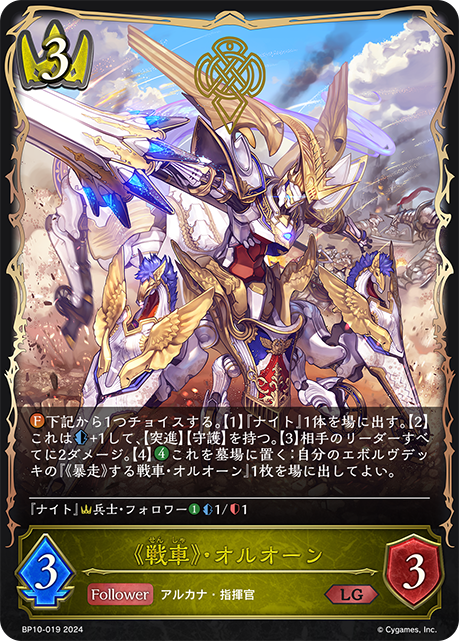 3
F下記から1つチョイスする。【1】『ナイト』1体を場に出す。【2】
これは+1して、【突進】【守護】を持つ。【3】相手のリーダーすべ
てに2ダメージ。【4】4これを墓場に置く:自分のエボルヴデッ
キの『《暴走》する戦車・オルオーン』1枚を場に出してよい。
『ナイト』兵士・フォロワー1 1/1
せん しゃ
《戦車》・オルオーン
3 Follower アルカナ・指揮官 LG 3
BP10-019 2024 © Cygames, Inc.